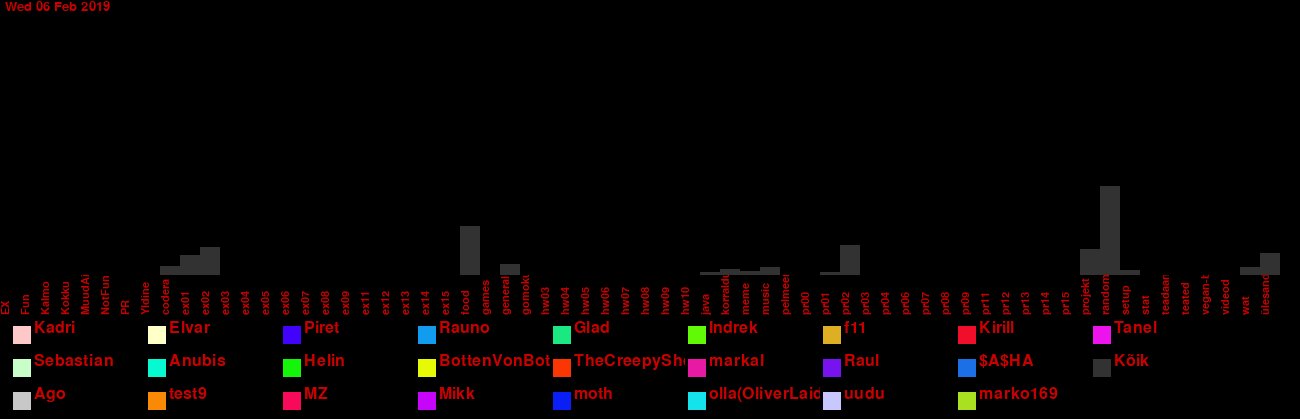 Wed 06 Feb 2019
EX Fun Kalmo Kokku MuudAi NotFun PR Yldine codera ex01 ex02 ex03 ex04 ex05 ex06 ex07 ex08 ex09 ex11 ex12 ex13 ex14 ex15 food games general gomoku hw03 hw04 hw05 hw06 hw07 hw08 hw09 hw10 java korraldu meme music pelmeer pr00 pr01 pr02 pr03 pr04 pr06 pr07 pr08 pr09 pr11 pr12 pr13 pr14 pr15 projekt random setup stat teadaan teated vegan-t videod wat ülesand
Kadri Elvar Piret Rauno Glad Indrek f11 Kirill Tanel
Sebastian Anubis Helin BottenVonBot TheCreepySh markal Raul $A$HA Kõik
Ago test9 MZ Mikk moth olla(OliverLaid uudu marko169